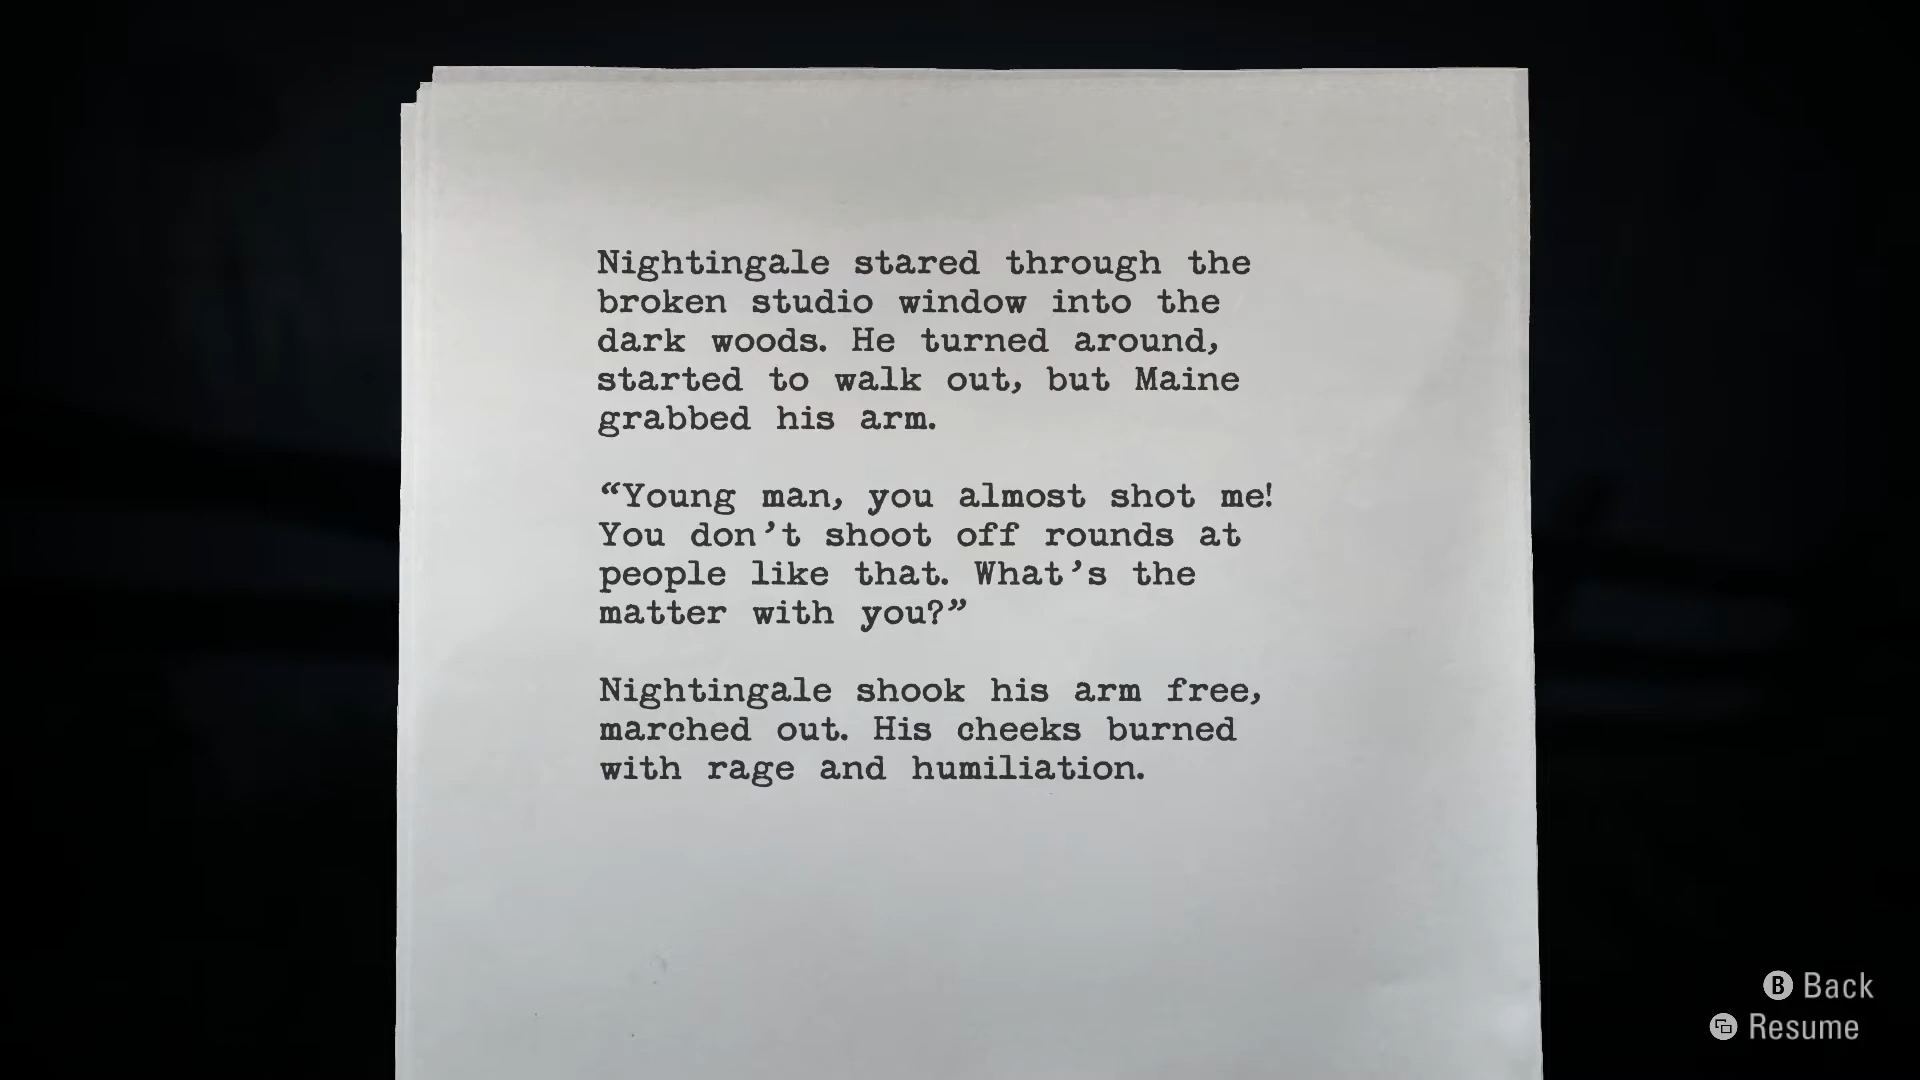 Nightingale stared through the
broken studio window into the
dark woods. He turned around,
started to walk out, but Maine
grabbed his arm.
“Young man, you almost shot me!
You don’t shoot off rounds at
people like that. What’s the
matter with you?”
Nightingale shook his arm free,
marched out. His cheeks burned
with rage and humiliation.
B Back
Resume